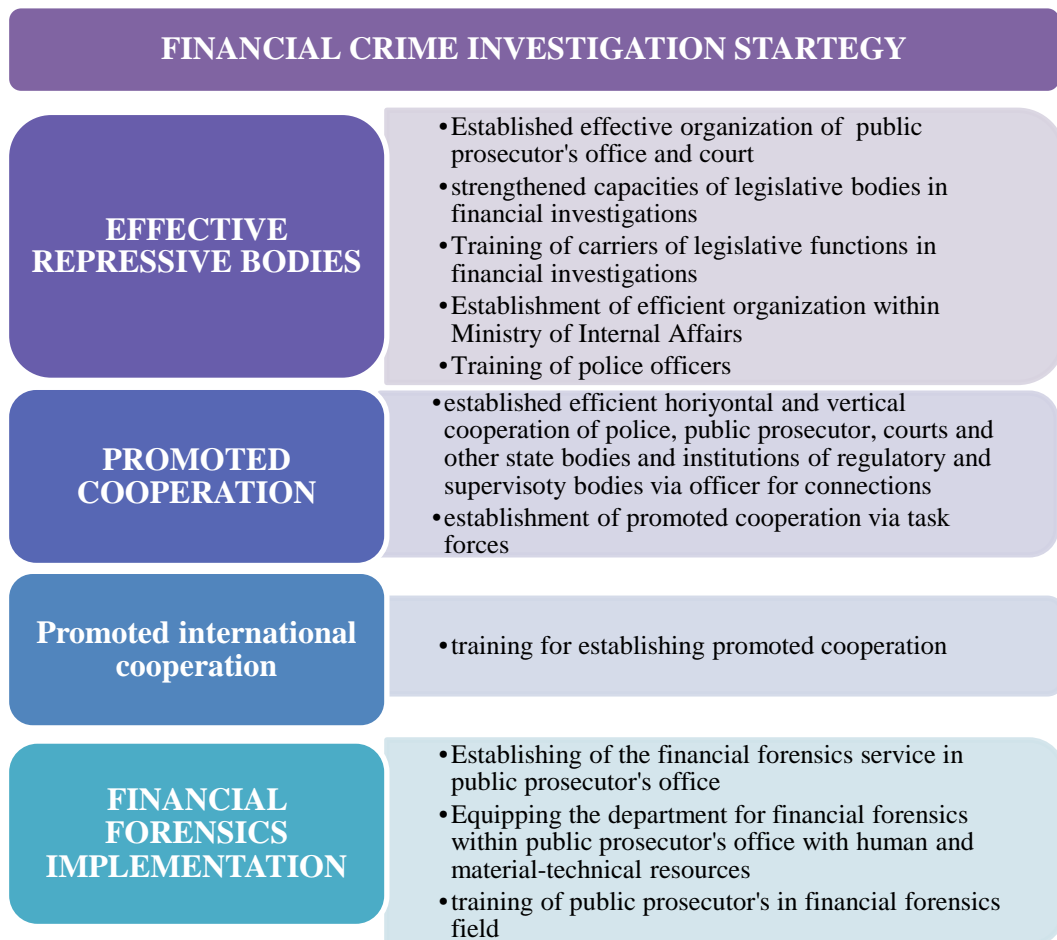 FINANCIAL CRIME INVESTIGATION STARTEGY
EFFECTIVE
REPRESSIVE BODIES
•Established effective organization of public
prosecutor's office and court
•strengthened capacities of legislative bodies in
financial investigations
•Training of carriers of legislative functions in
financial investigations
•Establishment of efficient organization within
Ministry of Internal Affairs
•Training of police officers
PROMOTED
COOPERATION
•established efficient horiyontal and vertical
cooperation of police, public prosecutor, courts and
other state bodies and institutions of regulatory and
supervisoty bodies via officer for connections
•establishment of promoted cooperation via task
forces
Promoted international
cooperation
•training for establishing promoted cooperation
FINANCIAL
FORENSICS
IMPLEMENTATION
•Establishing of the financial forensics service in
public prosecutor's office
•Equipping the department for financial forensics
within public prosecutor's office with human and
material-technical resources
•training of public prosecutor's in financial forensics
field